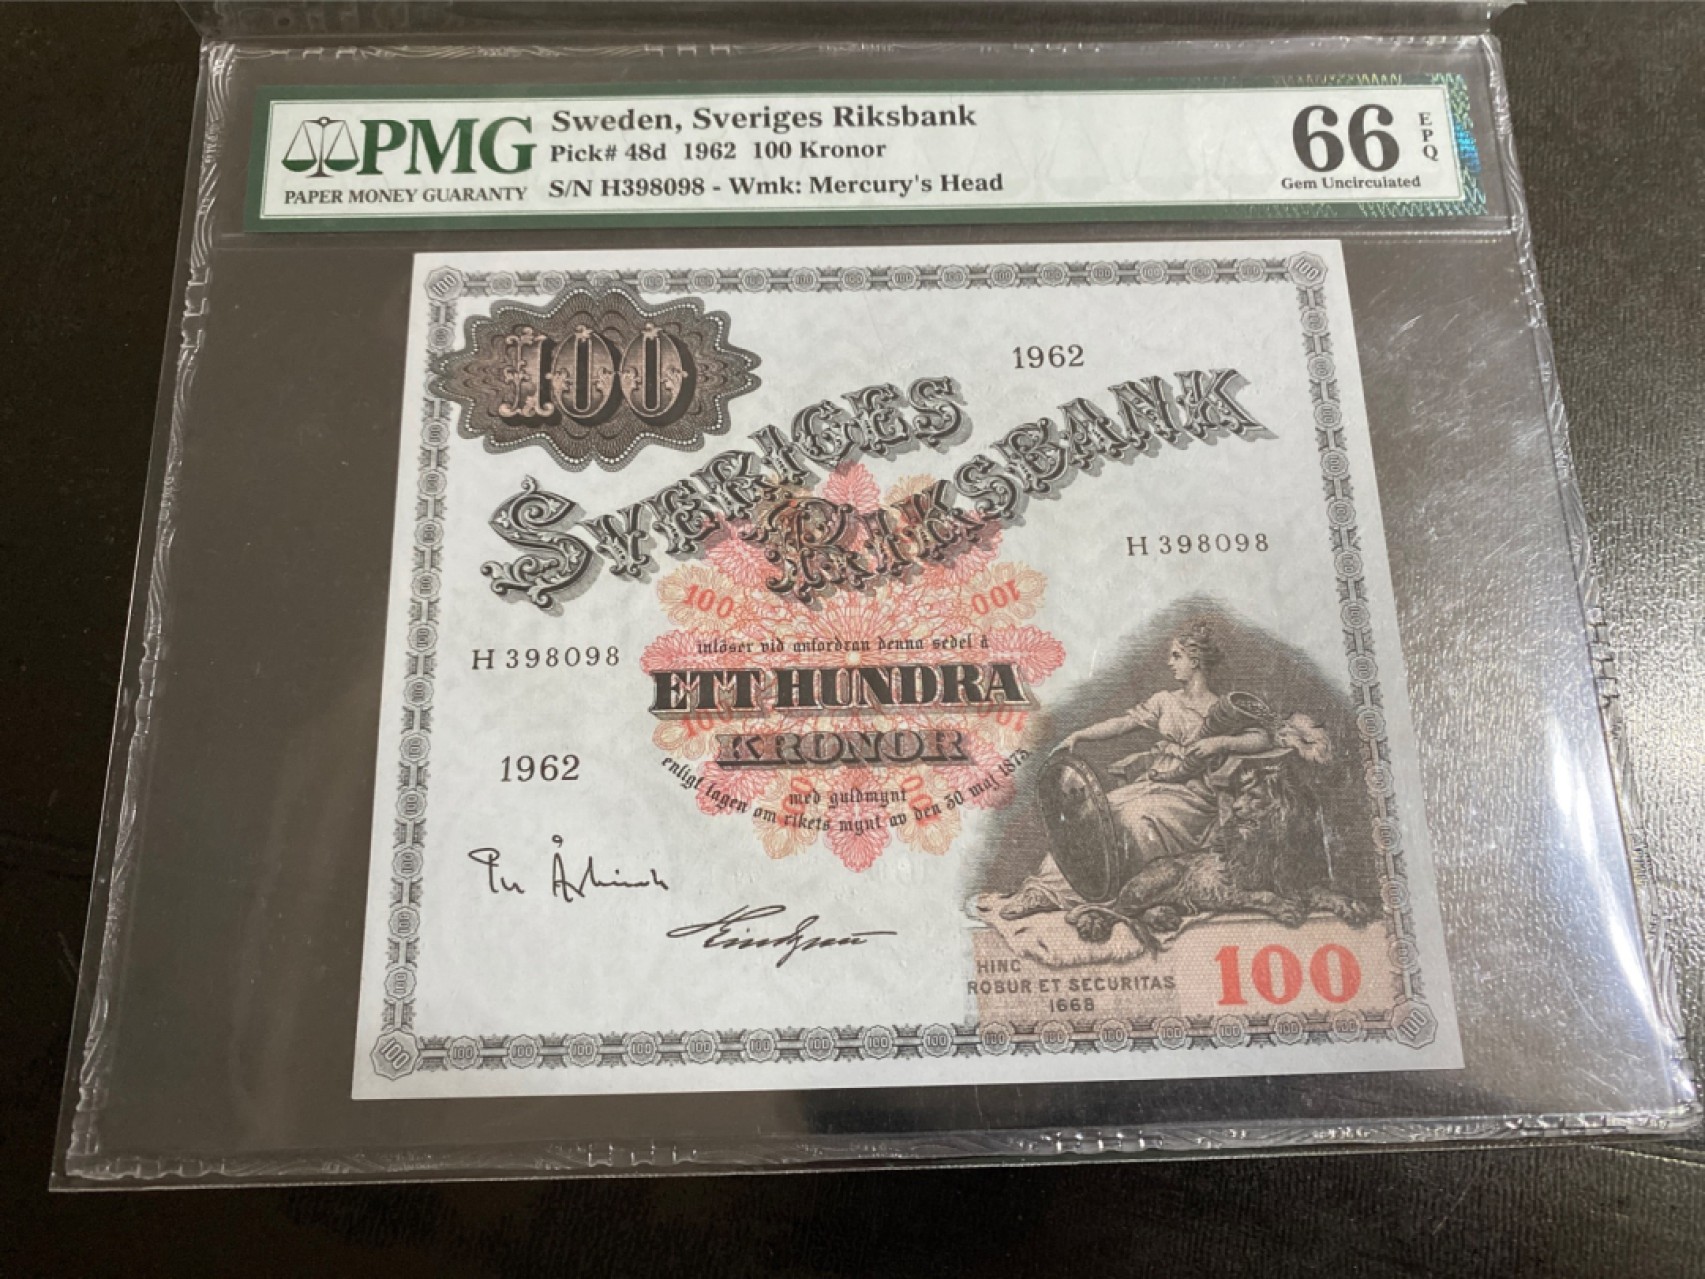 PMG
PAPER MONEY GUARANTY
Sweden, Sveriges Riksbank
Pick# 48d 1962 100 Kronor
S/N H398098 - Wmk: Mercury's Head
66
EPQ
Gem Uncirculated
100
1962
SVERIGES
RIKSBANK
H 398098
100 100
inlöser vid anfordran denna sedel å
H 398098
ETT HUNDRA
100 100
KRONOR
1962
med guldmynt
enligt lagen om rikets mynt av den 30 maj 1873
HINC
ROBUR ET SECURITAS
1668
100